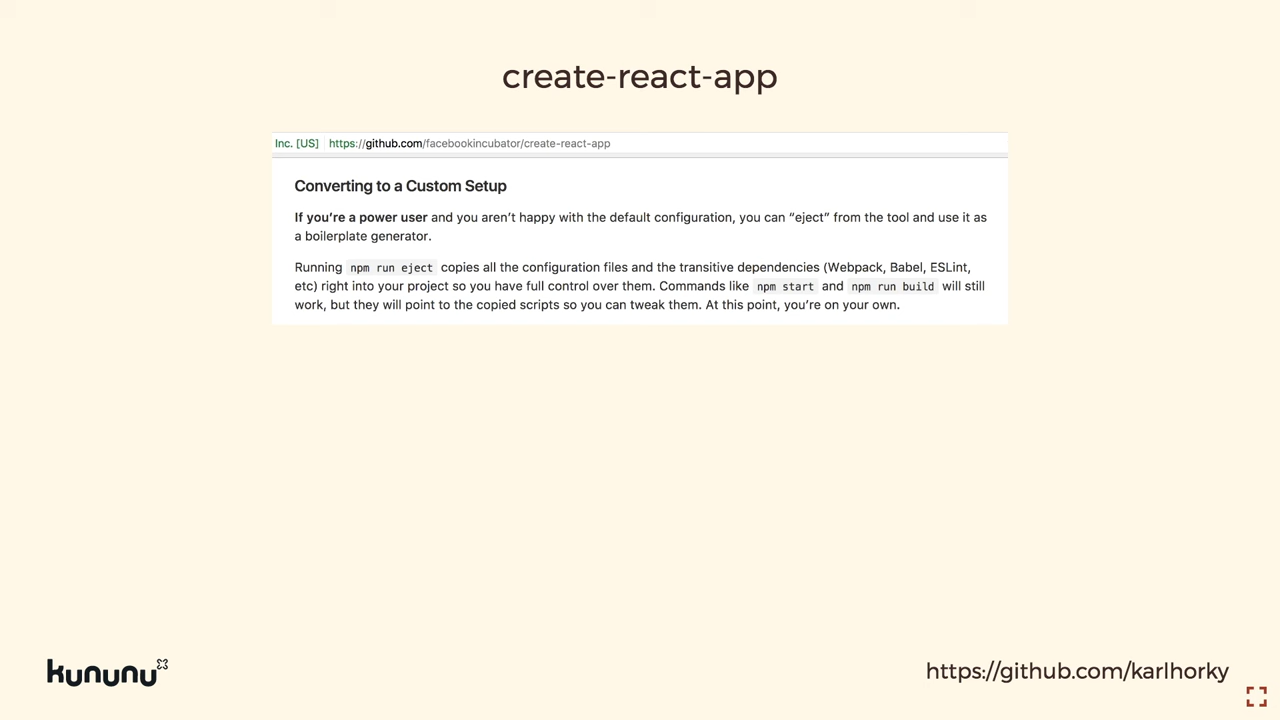 create-react-app
Inc. [US] https://github.com/facebookincubator/create-react-app
Converting to a Custom Setup
If you’re a power user and you aren’t happy with the default configuration, you can “eject” from the tool and use it as
a boilerplate generator.
Running npm run eject copies all the configuration files and the transitive dependencies (Webpack, Babel, ESLint,
etc) right into your project so you have full control over them. Commands like npm start and npm run build will still
work, but they will point to the copied scripts so you can tweak them. At this point, you’re on your own.
kununu
https://github.com/karlhorky